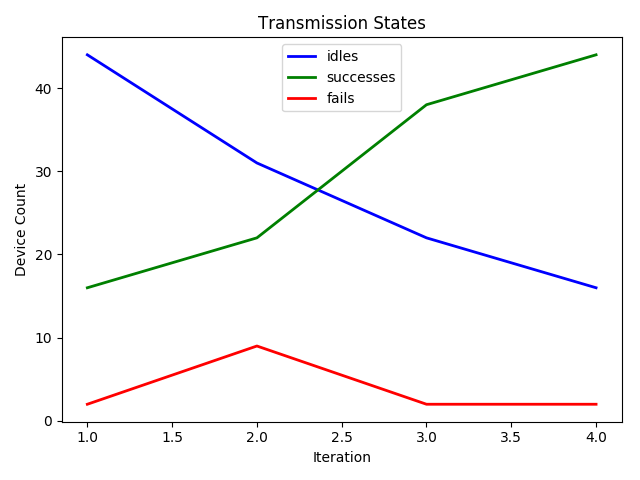 Transmission States
idles
successes
fails
Device Count
40
30
20
10
0
1.0 1.5 2.0 2.5 3.0 3.5 4.0
Iteration